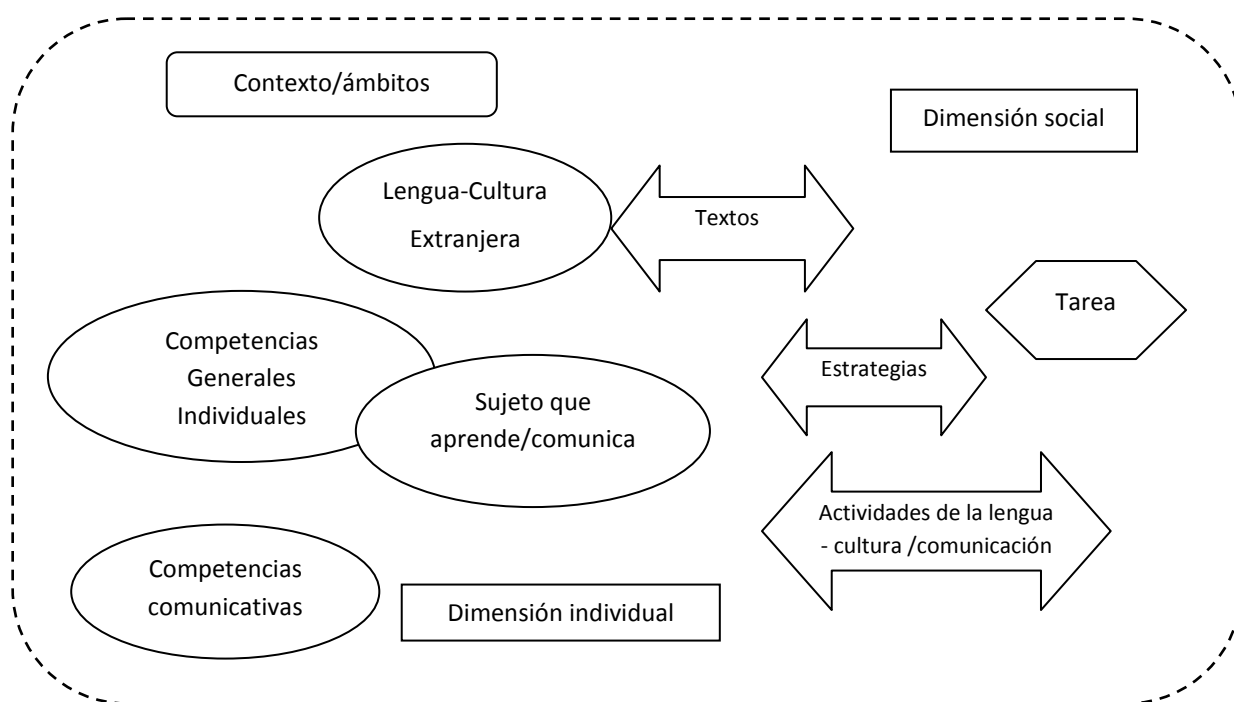 Contexto/ámbitos
Dimensión social
Lengua-Cultura
Extranjera
Textos
Tarea
Competencias
Generales
Individuales
Estrategias
Sujeto que
aprende/comunica
Actividades de la lengua
- cultura /comunicación
Competencias
comunicativas
Dimensión individual